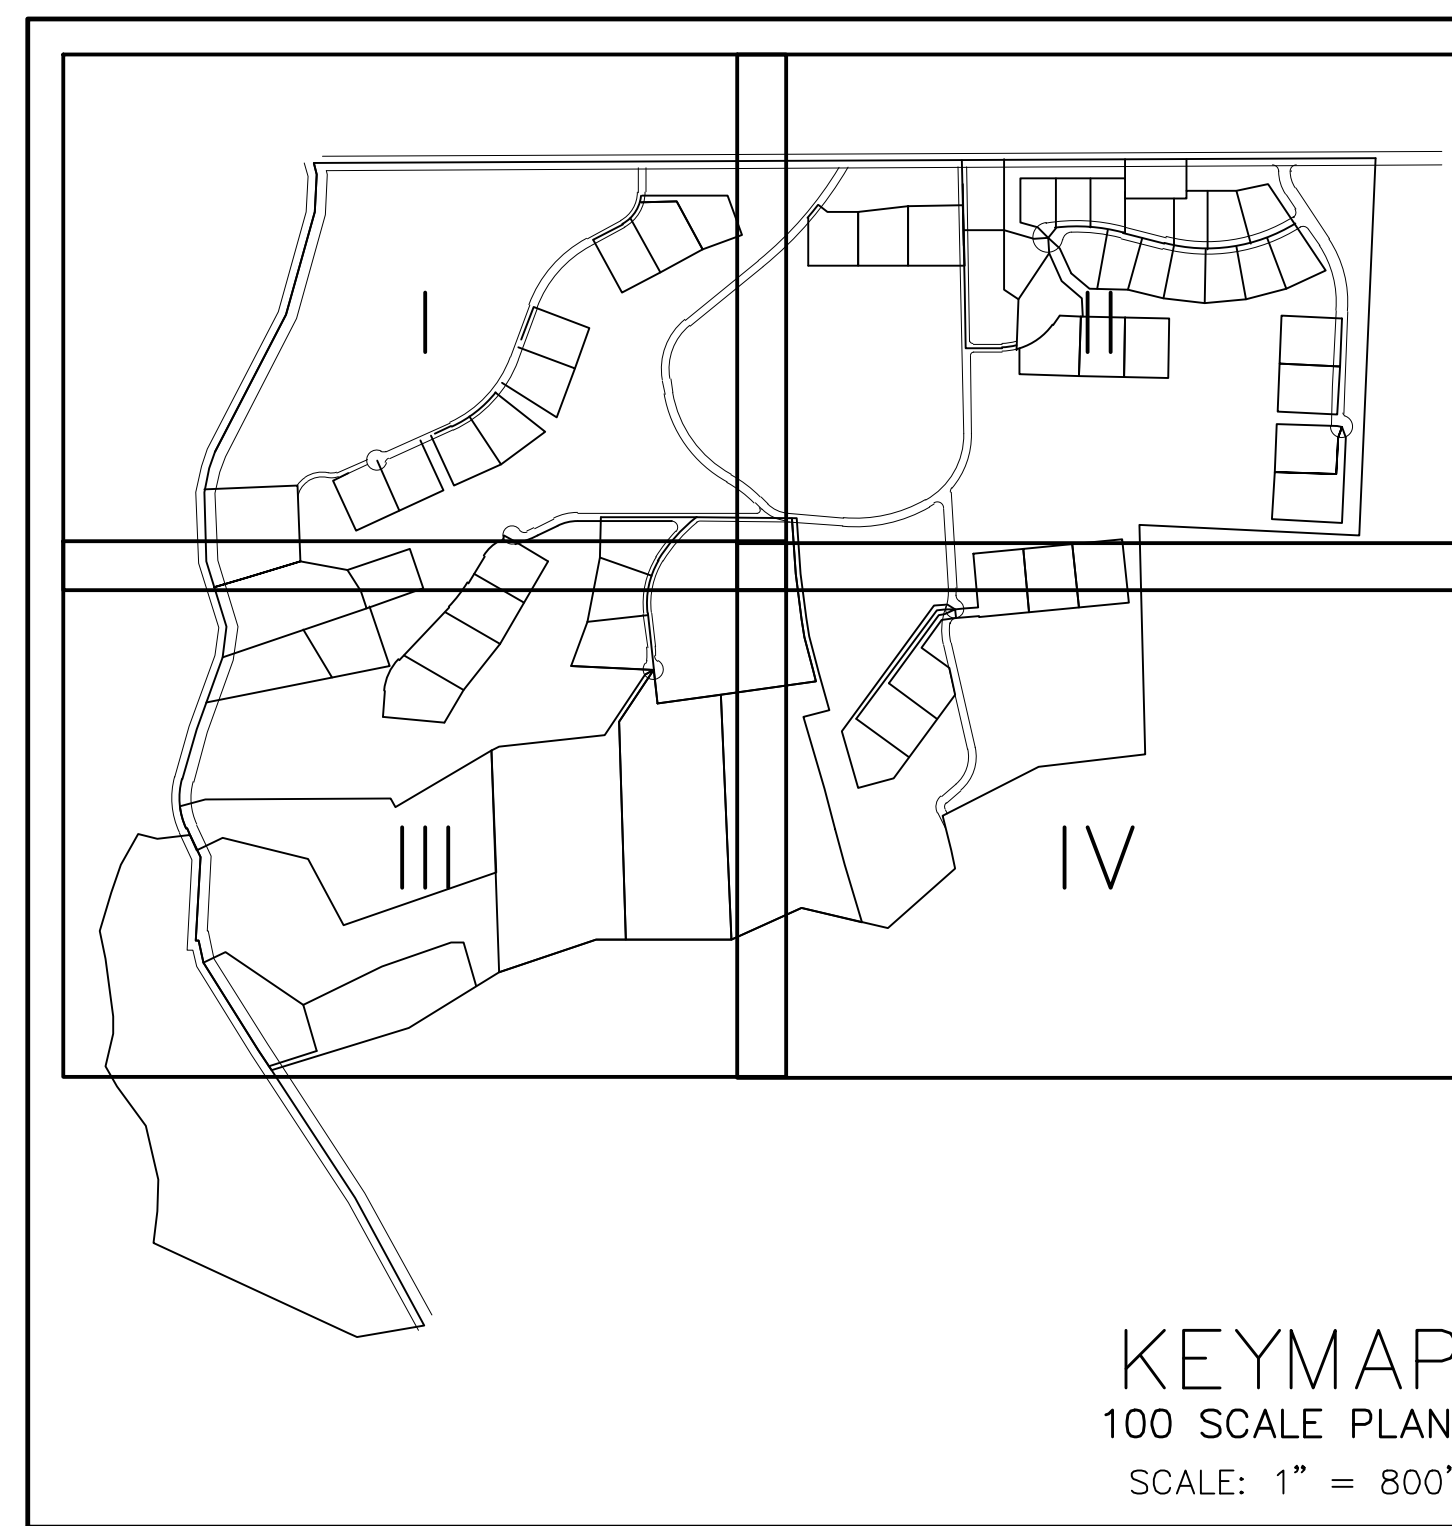 I
II
III
IV
KEYMAP
100 SCALE PLAN
SCALE: 1” = 800’